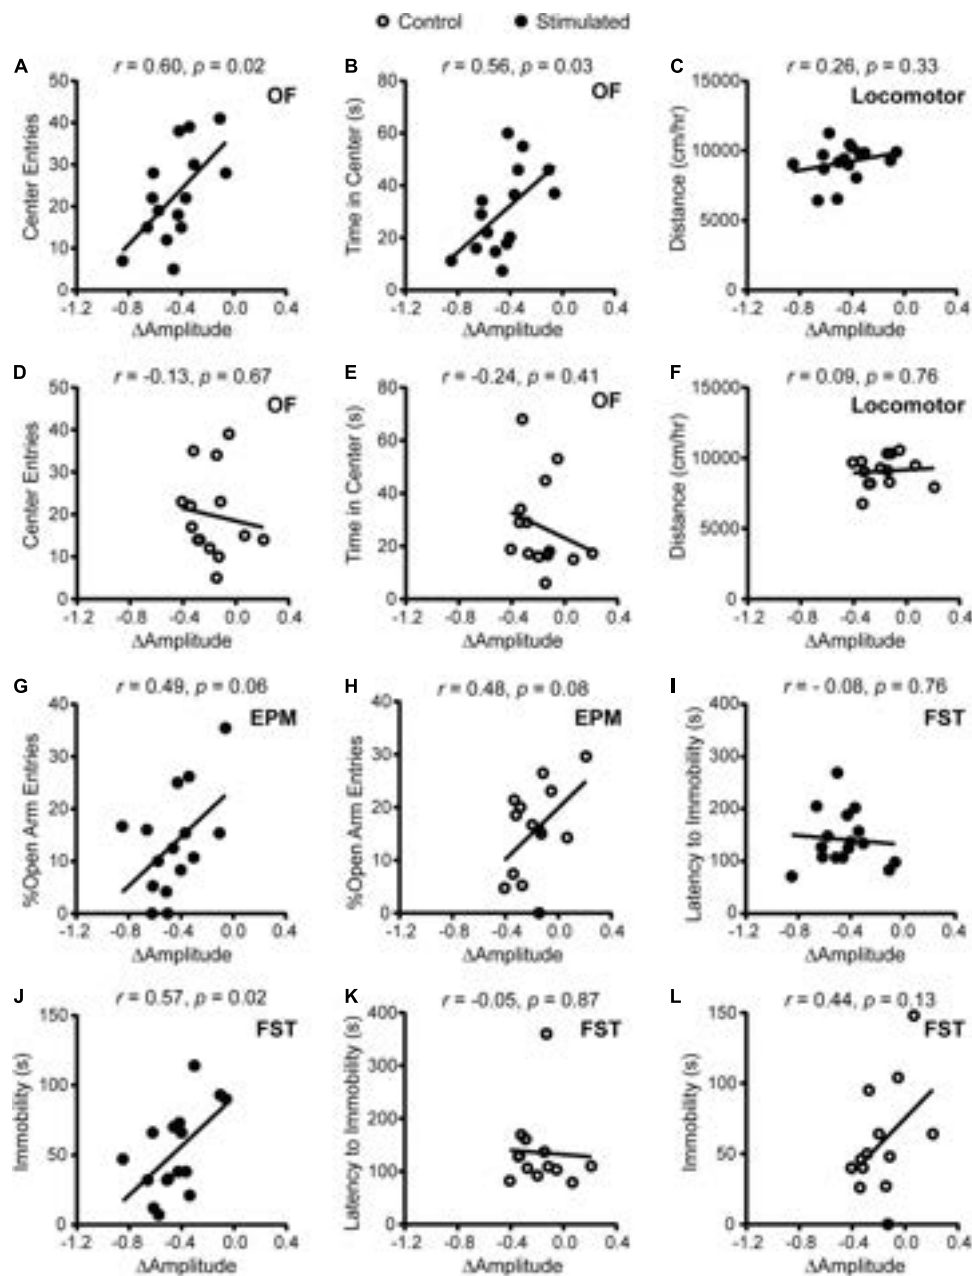 Control Stimulated
A r = 0.60, p = 0.02 B r = 0.56, p = 0.03 C r = 0.26, p = 0.33
50 OF 80 OF 15000 Locomotor
40 60 10000
30 40 5000
20 20 0
10 0
0
Center Entries Time in Center (s) Distance (cm/hr)
-1.2 -0.8 -0.4 0.0 0.4 -1.2 -0.8 -0.4 0.0 0.4 -1.2 -0.8 -0.4 0.0 0.4
ΔAmplitude ΔAmplitude ΔAmplitude
D r = -0.13, p = 0.67 E r = -0.24, p = 0.41 F r = 0.09, p = 0.76
50 OF 80 OF 15000 Locomotor
40 60 10000
30 40 5000
20 20 0
10 0
0
Center Entries Time in Center (s) Distance (cm/hr)
-1.2 -0.8 -0.4 0.0 0.4 -1.2 -0.8 -0.4 0.0 0.4 -1.2 -0.8 -0.4 0.0 0.4
ΔAmplitude ΔAmplitude ΔAmplitude
G r = 0.49, p = 0.06 H r = 0.48, p = 0.08 I r = - 0.08, p = 0.76
40 EPM 40 EPM 400 FST
30 30 300
20 20 200
10 10 100
0 0 0
%Open Arm Entries %Open Arm Entries Latency to Immobility (s)
-1.2 -0.8 -0.4 0.0 0.4 -1.2 -0.8 -0.4 0.0 0.4 -1.2 -0.8 -0.4 0.0 0.4
ΔAmplitude ΔAmplitude ΔAmplitude
J r = 0.57, p = 0.02 K r = -0.05, p = 0.87 L r = 0.44, p = 0.13
150 FST 400 FST 150 FST
100 300 100
50 200 50
0 100 0
0
Immobility (s) Latency to Immobility (s) Immobility (s)
-1.2 -0.8 -0.4 0.0 0.4 -1.2 -0.8 -0.4 0.0 0.4 -1.2 -0.8 -0.4 0.0 0.4
ΔAmplitude ΔAmplitude ΔAmplitude